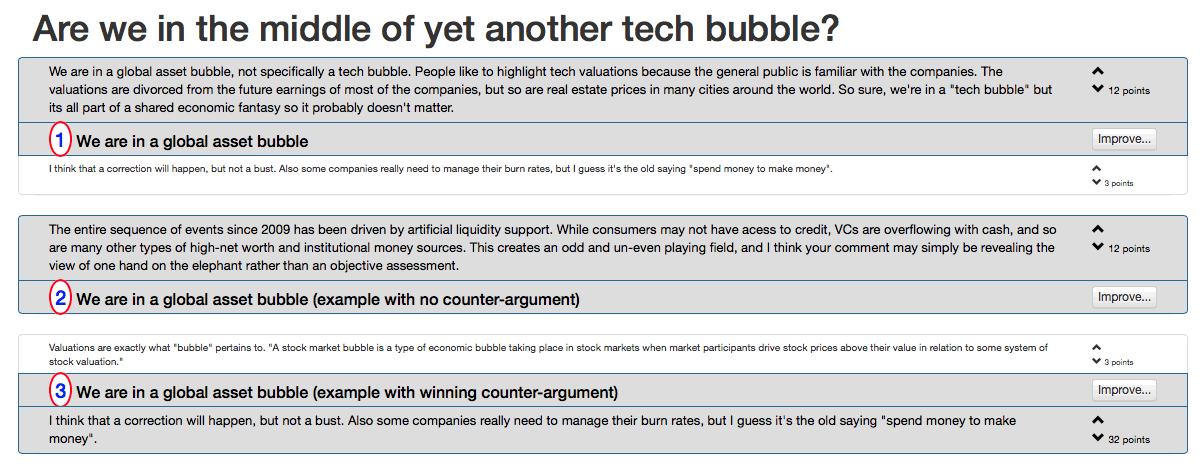 Are we in the middle of yet another tech bubble?
We are in a global asset bubble, not specifically a tech bubble. People like to highlight tech valuations because the general public is familiar with the companies. The
valuations are divorced from the future earnings of most of the companies, but so are real estate prices in many cities around the world. So sure, we're in a "tech bubble" but
its all part of a shared economic fantasy so it probably doesn't matter.
12 points
1 We are in a global asset bubble
Improve...
I think that a correction will happen, but not a bust. Also some companies really need to manage their burn rates, but I guess it's the old saying "spend money to make money".
3 points
The entire sequence of events since 2009 has been driven by artificial liquidity support. While consumers may not have acess to credit, VCs are overflowing with cash, and so
are many other types of high-net worth and institutional money sources. This creates an odd and un-even playing field, and I think your comment may simply be revealing the
view of one hand on the elephant rather than an objective assessment.
12 points
2 We are in a global asset bubble (example with no counter-argument)
Improve...
Valuations are exactly what "bubble" pertains to. "A stock market bubble is a type of economic bubble taking place in stock markets when market participants drive stock prices above their value in relation to some system of
stock valuation."
3 points
3 We are in a global asset bubble (example with winning counter-argument)
Improve...
I think that a correction will happen, but not a bust. Also some companies really need to manage their burn rates, but I guess it's the old saying "spend money to make
money".
32 points